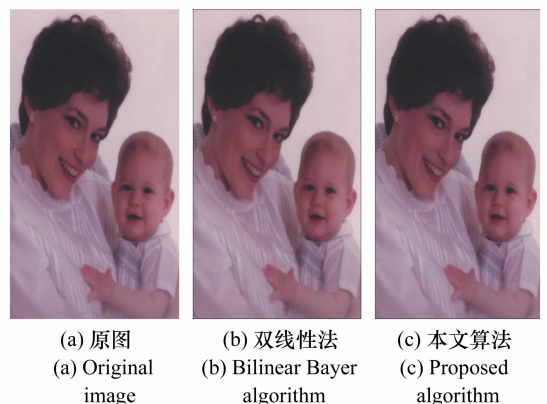 (a) 原图
(a) Original
image
(b) 双线性法
(b) Bilinear Bayer
algorithm
(c) 本文算法
(c) Proposed
algorithm